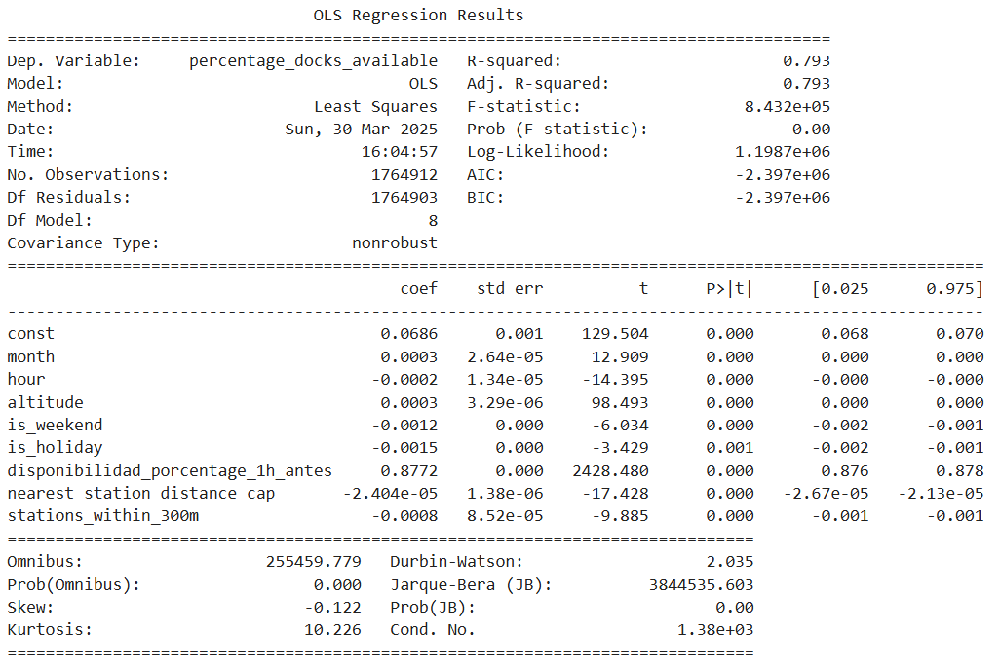 OLS Regression Results
==============================================================================
Dep. Variable: percentage_docks_available R-squared: 0.793
Model: OLS Adj. R-squared: 0.793
Method: Least Squares F-statistic: 8.432e+05
Date: Sun, 30 Mar 2025 Prob (F-statistic): 0.00
Time: 16:04:57 Log-Likelihood: 1.1987e+06
No. Observations: 1764912 AIC: -2.397e+06
Df Residuals: 1764903 BIC: -2.397e+06
Df Model: 8
Covariance Type: nonrobust
==============================================================================
coef std err t P>|t| [0.025 0.975]
------------------------------------------------------------------------------
const 0.0686 0.001 129.504 0.000 0.068 0.070
month 0.0003 2.64e-05 12.909 0.000 0.000 0.000
hour -0.0002 1.34e-05 -14.395 0.000 -0.000 -0.000
altitude 0.0003 3.29e-06 98.493 0.000 0.000 0.000
is_weekend -0.0012 0.000 -6.034 0.000 -0.002 -0.001
is_holiday -0.0015 0.000 -3.429 0.001 -0.002 -0.001
disponibilidad_porcentage_1h_antes 0.8772 0.000 2428.480 0.000 0.876 0.878
nearest_station_distance_cap -2.404e-05 1.38e-06 -17.428 0.000 -2.67e-05 -2.13e-05
stations_within_300m -0.0008 8.52e-05 -9.885 0.000 -0.001 -0.001
==============================================================================
Omnibus: 255459.779 Durbin-Watson: 2.035
Prob(Omnibus): 0.000 Jarque-Bera (JB): 3844535.603
Skew: -0.122 Prob(JB): 0.00
Kurtosis: 10.226 Cond. No. 1.38e+03
==============================================================================